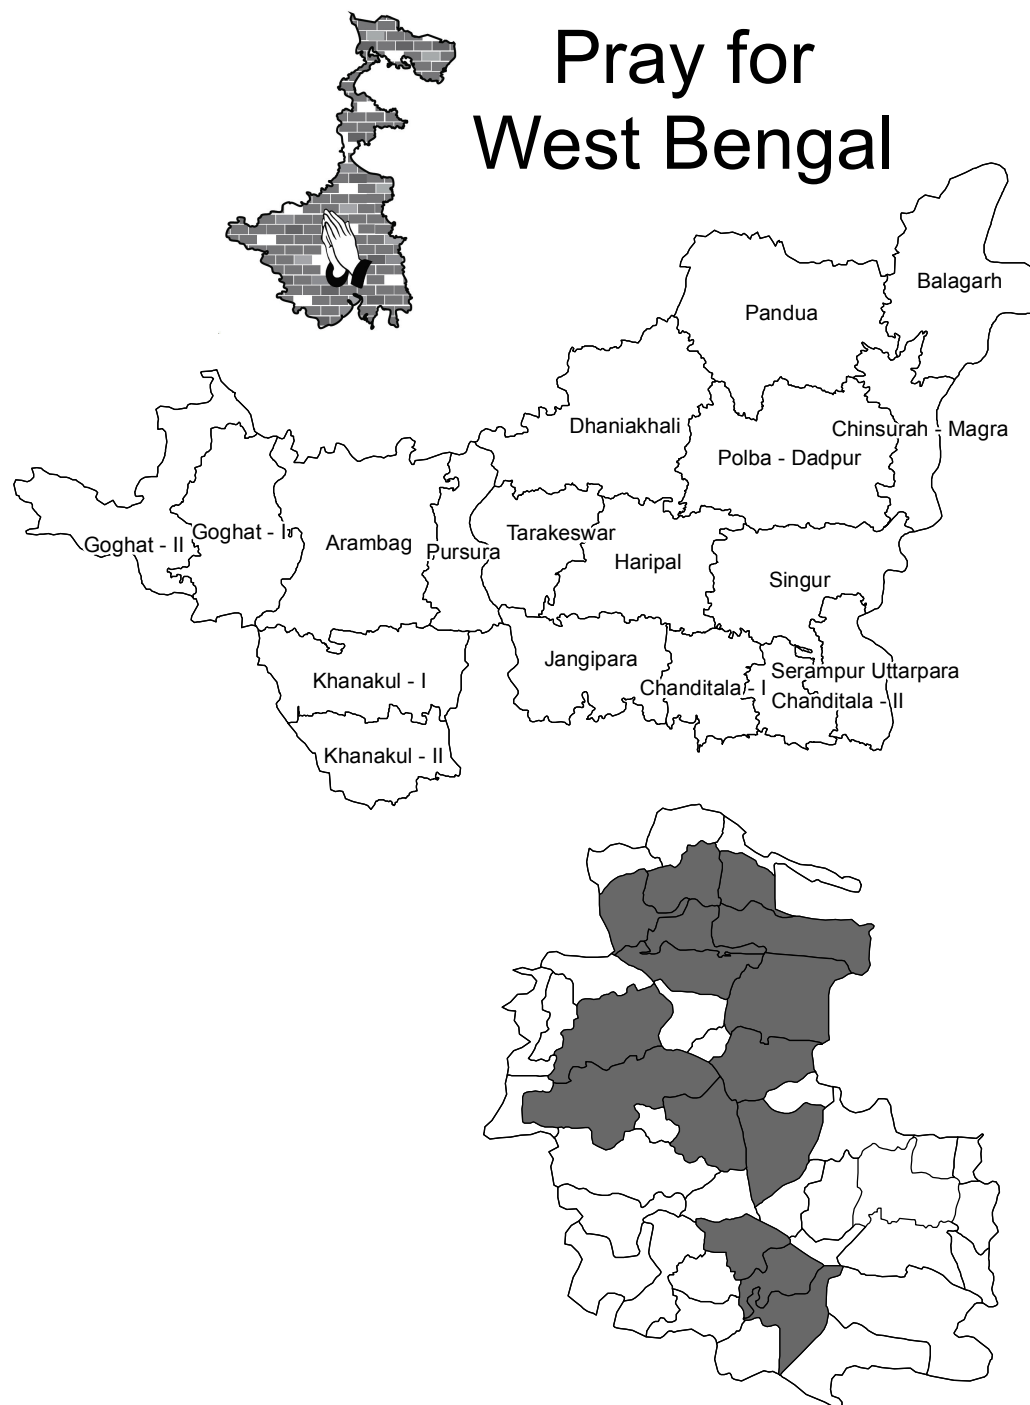 Pray for
West Bengal
Balagarh
Pandua
Dhaniakhali
Chinsurah - Magra
Polba - Dadpur
Goghat - II
Goghat - I
Arambag
Pursura
Tarakeswar
Haripal
Singur
Jangipara
Khanakul - I
Chanditala - I
Serampur Uttarpara
Chanditala - II
Khanakul - II